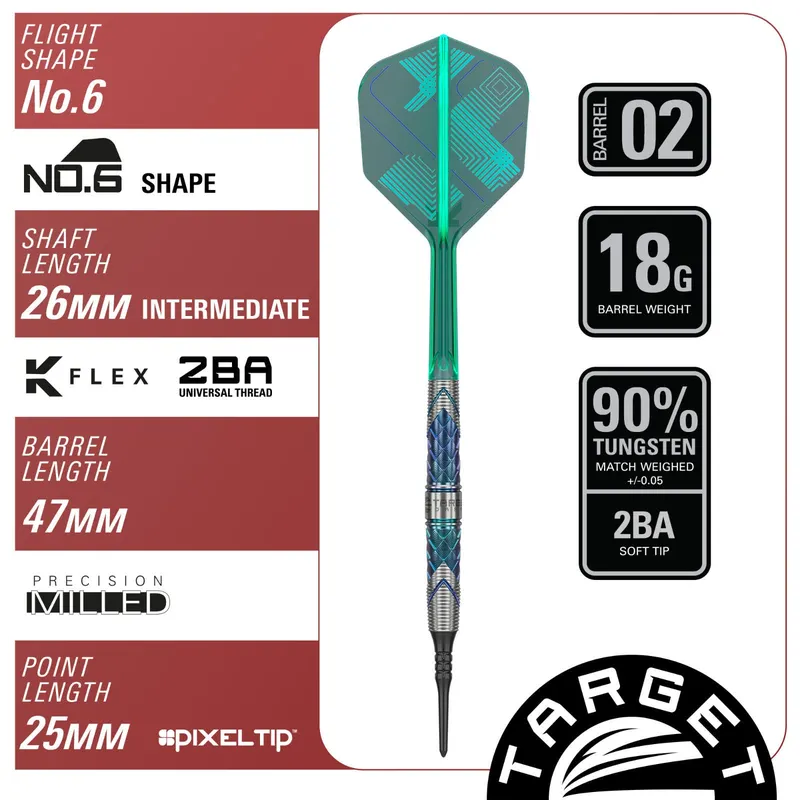 FLIGHT
SHAPE
No.6
NO.6 SHAPE
SHAFT
LENGTH
26MM INTERMEDIATE
K FLEX
2BA
UNIVERSAL THREAD
BARREL
LENGTH
47MM
PRECISION
MILLED
POINT
LENGTH
25MM PIXELTIP™
BARREL 02
18G
BARREL WEIGHT
90%
TUNGSTEN
MATCH WEIGHED
+/-0.05
2BA
SOFT TIP
TARGET